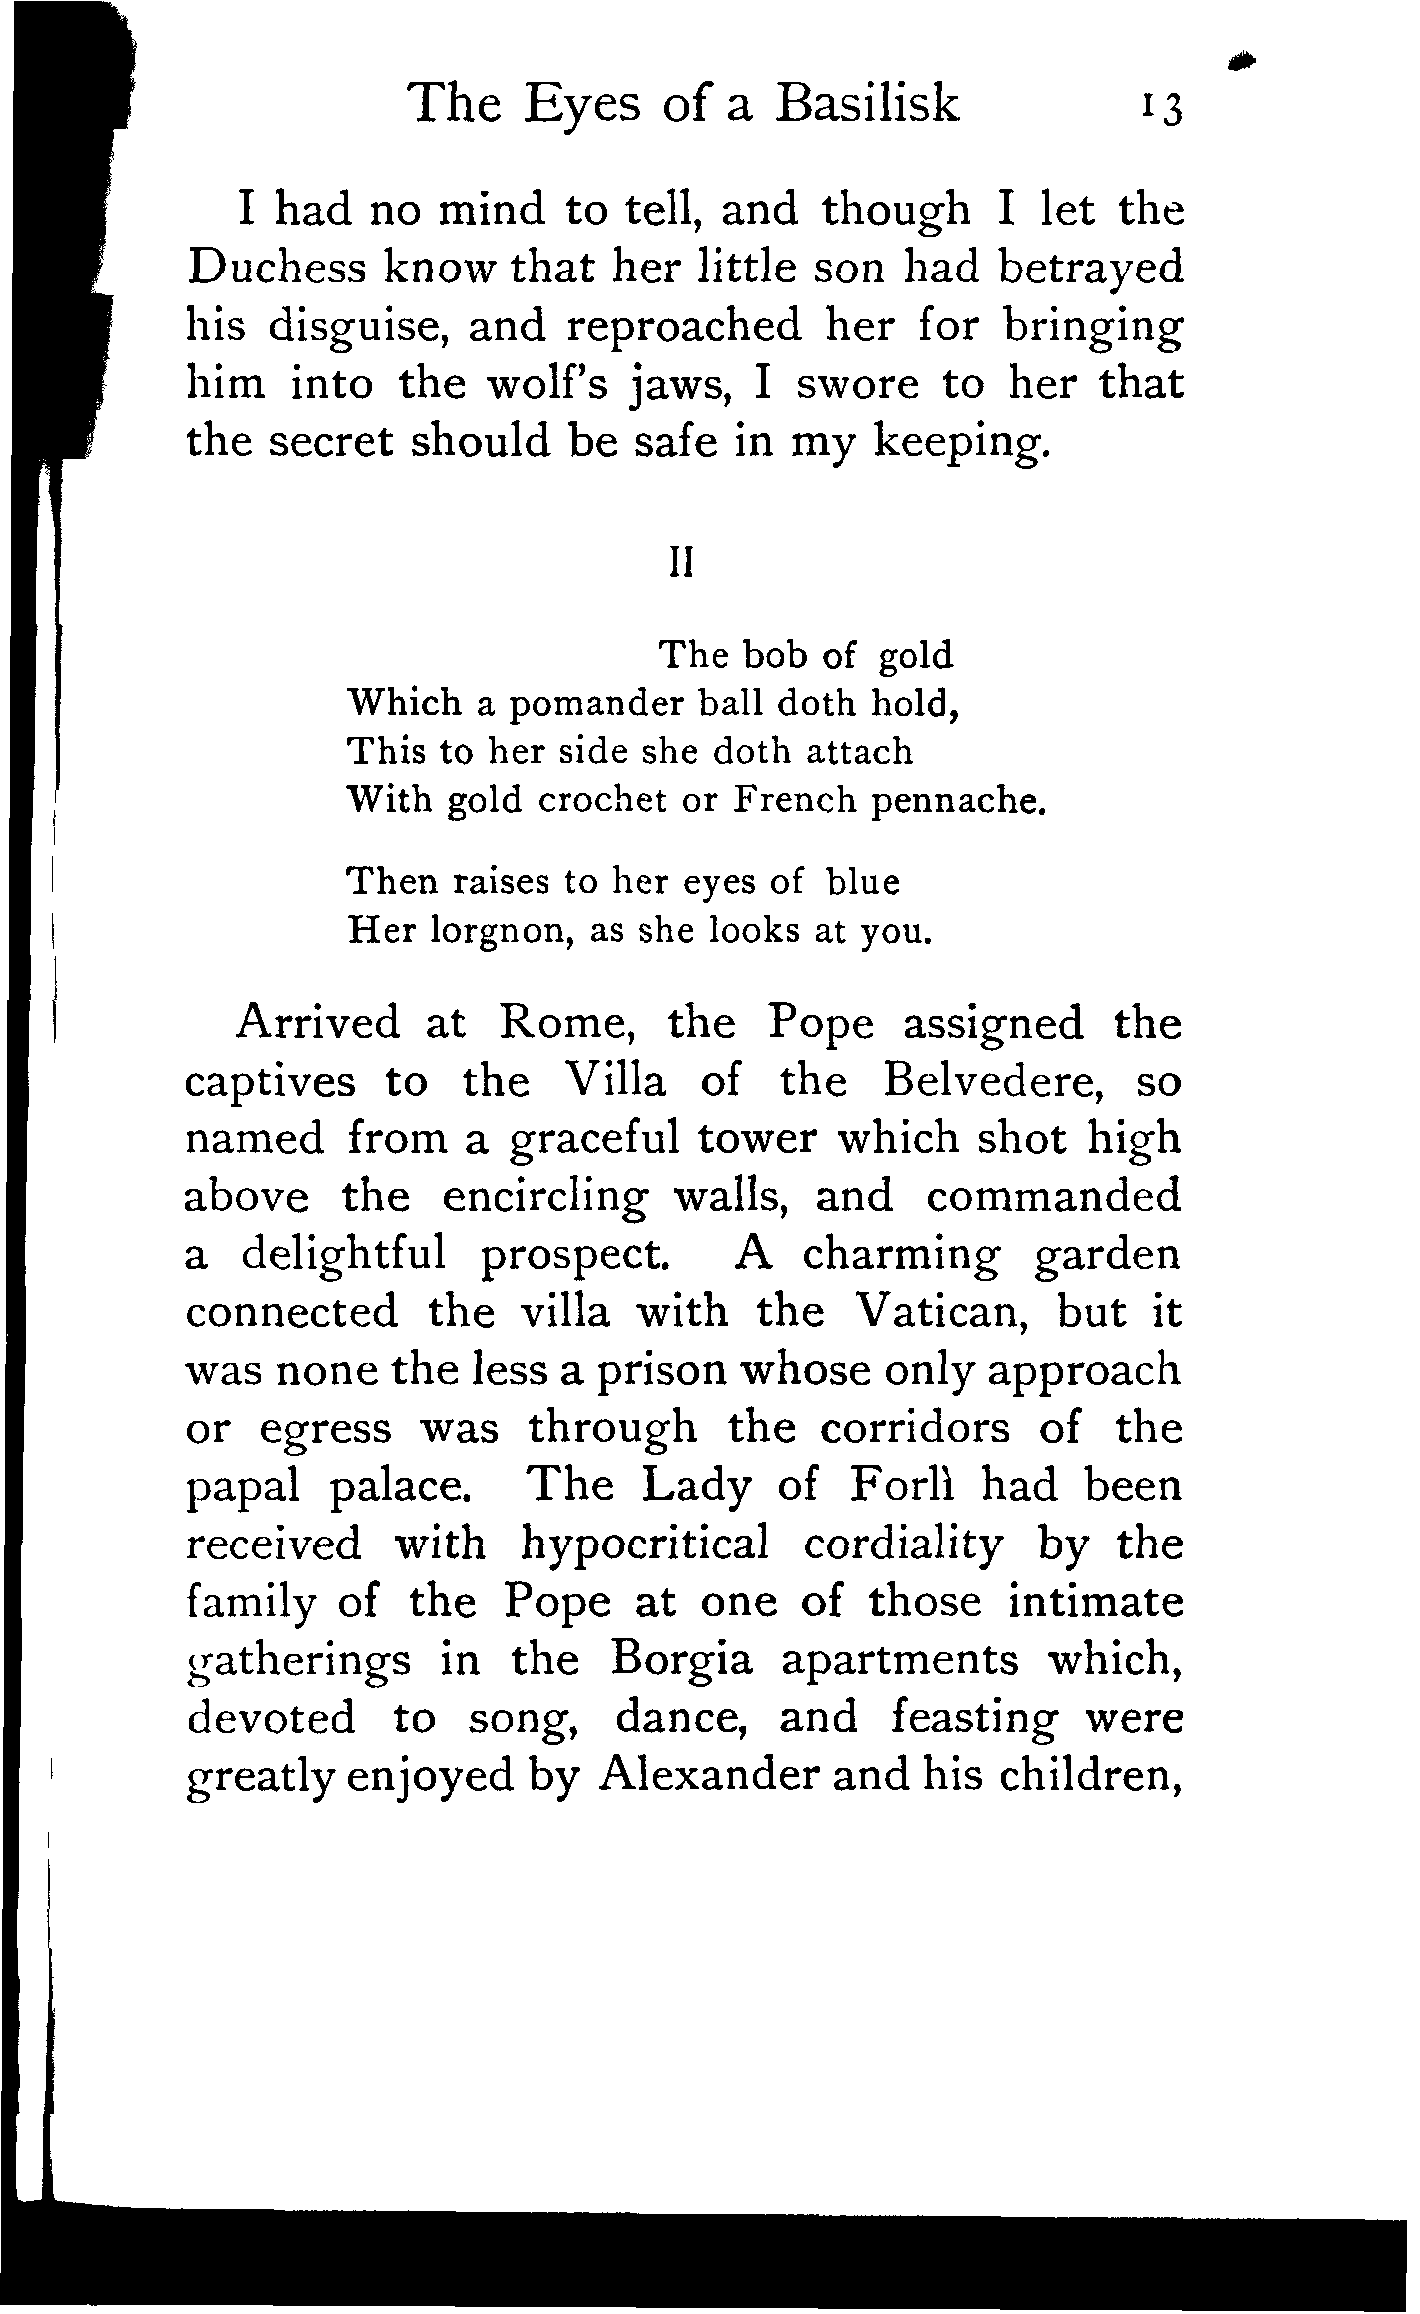 The Eyes of a Basilisk 13
I had no mind to tell, and though I let the
Duchess know that her little son had betrayed
his disguise, and reproached her for bringing
him into the wolf's jaws, I swore to her that
the secret should be safe in my keeping.
II
The bob of gold
Which a pomander ball doth hold,
This to her side she doth attach
With gold crochet or French pennache.
Then raises to her eyes of blue
Her lorgnon, as she looks at you.
Arrived at Rome, the Pope assigned the
captives to the Villa of the Belvedere, so
named from a graceful tower which shot high
above the encircling walls, and commanded
a delightful prospect. A charming garden
connected the villa with the Vatican, but it
was none the less a prison whose only approach
or egress was through the corridors of the
papal palace. The Lady of Forlì had been
received with hypocritical cordiality by the
family of the Pope at one of those intimate
gatherings in the Borgia apartments which,
devoted to song, dance, and feasting were
greatly enjoyed by Alexander and his children,